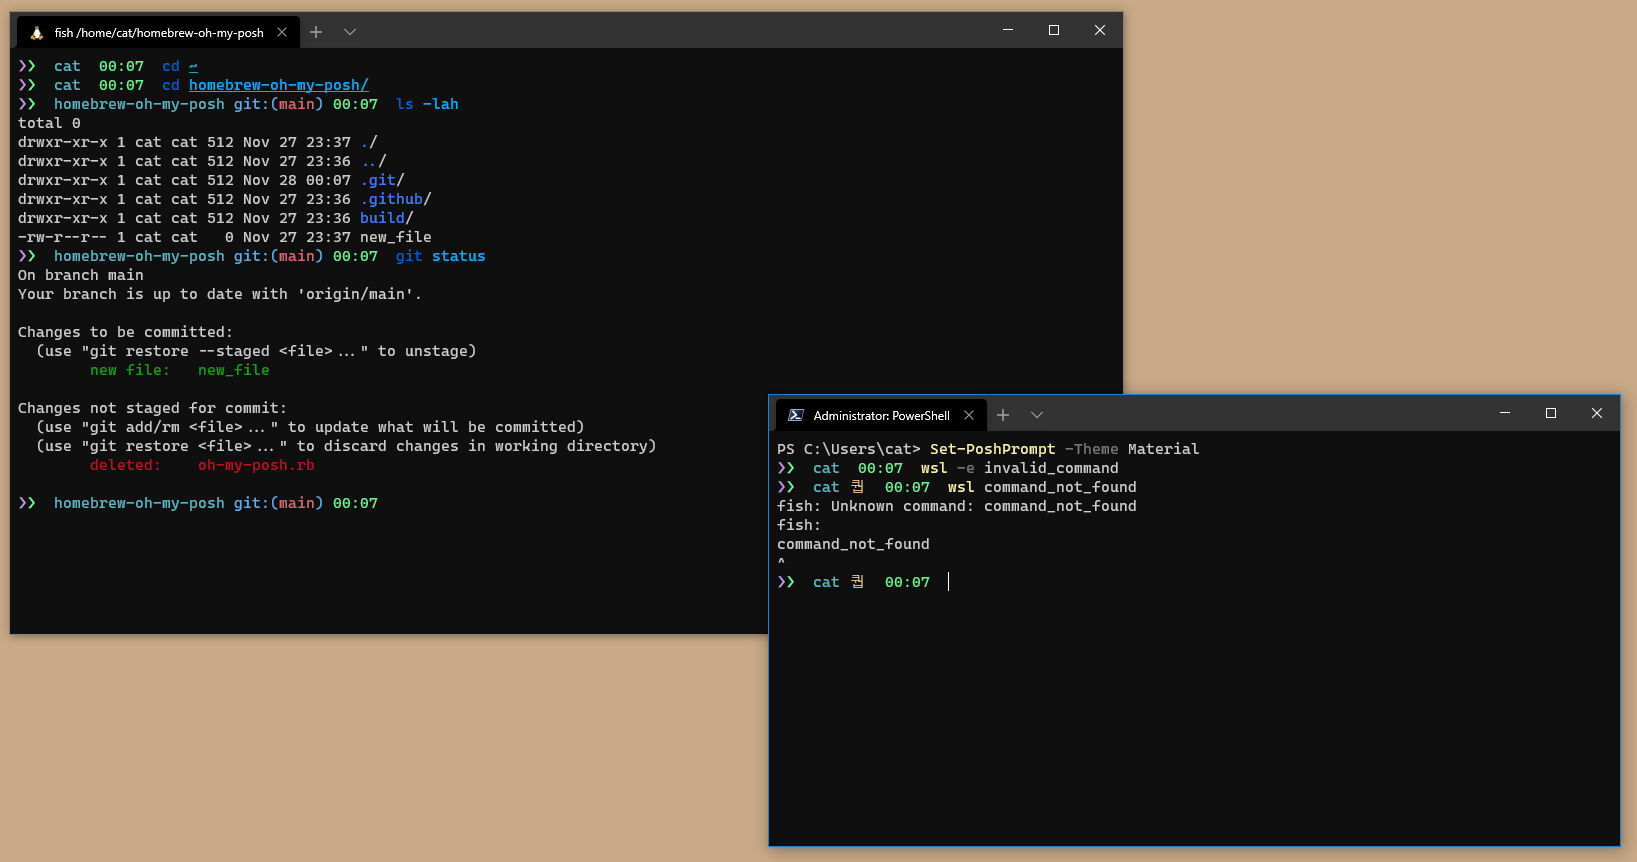 fish /home/cat/homebrew-oh-my-posh
❯❯  cat  00:07  cd ~
❯❯  cat  00:07  cd homebrew-oh-my-posh/
❯❯  homebrew-oh-my-posh git:(main) 00:07  ls -lah
total 0
drwxr-xr-x 1 cat cat 512 Nov 27 23:37 ./
drwxr-xr-x 1 cat cat 512 Nov 27 23:36 ../
drwxr-xr-x 1 cat cat 512 Nov 28 00:07 .git/
drwxr-xr-x 1 cat cat 512 Nov 27 23:36 .github/
drwxr-xr-x 1 cat cat 512 Nov 27 23:36 build/
-rw-r--r-- 1 cat cat   0 Nov 27 23:37 new_file
❯❯  homebrew-oh-my-posh git:(main) 00:07  git status
On branch main
Your branch is up to date with 'origin/main'.
Changes to be committed:
  (use "git restore --staged <file>..." to unstage)
        new file:   new_file
Changes not staged for commit:
  (use "git add/rm <file>..." to update what will be committed)
  (use "git restore <file>..." to discard changes in working directory)
        deleted:    oh-my-posh.rb
❯❯  homebrew-oh-my-posh git:(main) 00:07
Administrator: PowerShell
PS C:\Users\cat> Set-PoshPrompt -Theme Material
❯❯  cat  00:07  wsl -e invalid_command
❯❯  cat 퀿  00:07  wsl command_not_found
fish: Unknown command: command_not_found
fish:
command_not_found
^
❯❯  cat 퀿  00:07